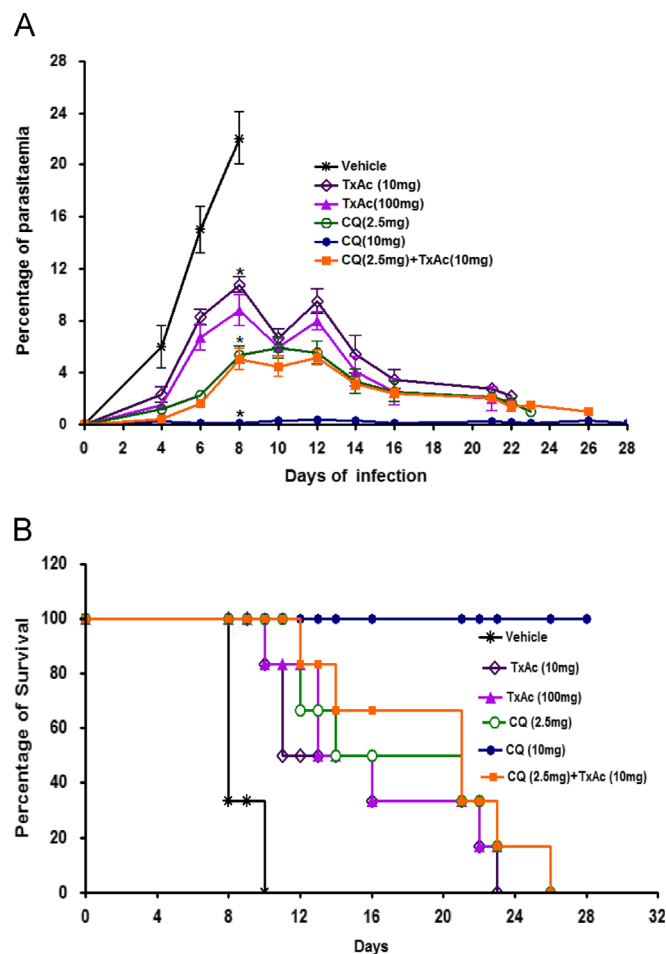 A
Percentage of parasitaemia
28
24
20
16
12
8
4
0
Vehicle
TxAc (10mg)
TxAc(100mg)
CQ(2.5mg)
CQ(10mg)
CQ(2.5mg)+TxAc(10mg)
*
*
*
0 2 4 6 8 10 12 14 16 18 20 22 24 26 28
Days of infection
B
Percentage of Survival
120
100
80
60
40
20
0
Vehicle
TxAc (10mg)
TxAc (100mg)
CQ (2.5mg)
CQ (10mg)
CQ (2.5mg)+TxAc (10mg)
0 4 8 12 16 20 24 28 32
Days